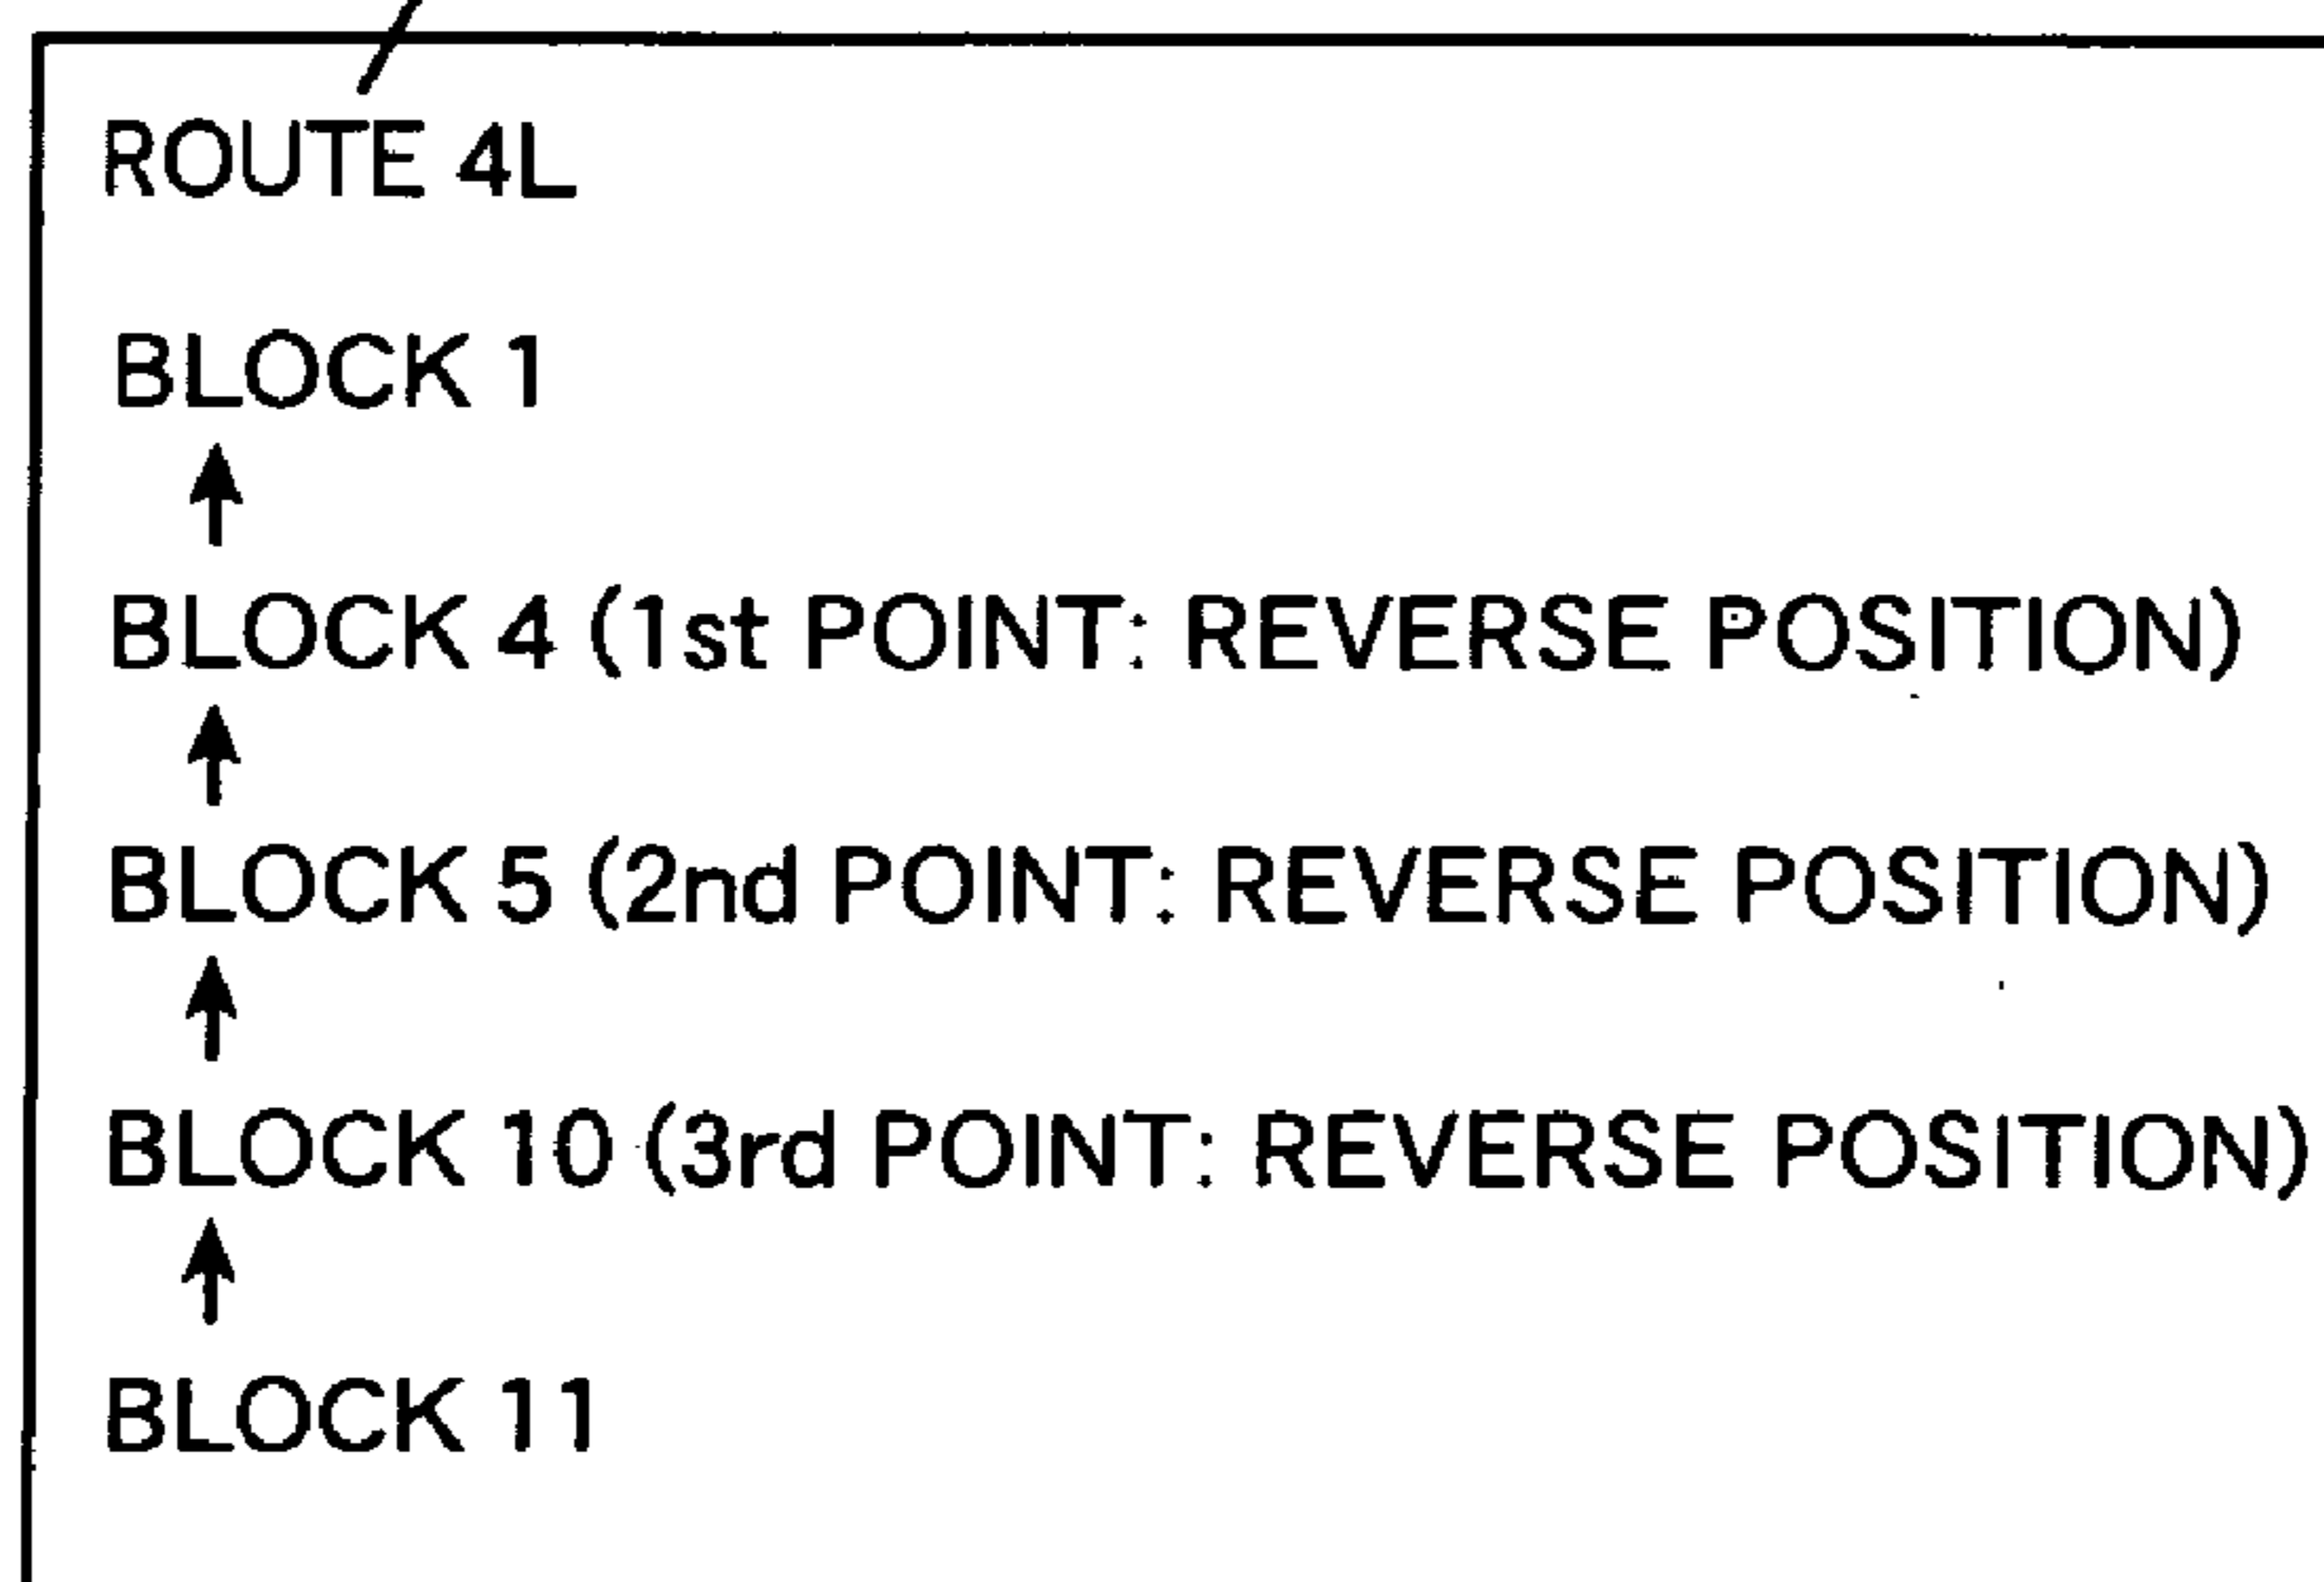 ROUTE 4L
BLOCK 1
BLOCK 4 (1st POINT: REVERSE POSITION)
BLOCK 5 (2nd POINT: REVERSE POSITION)
BLOCK 10 (3rd POINT: REVERSE POSITION)
BLOCK 11